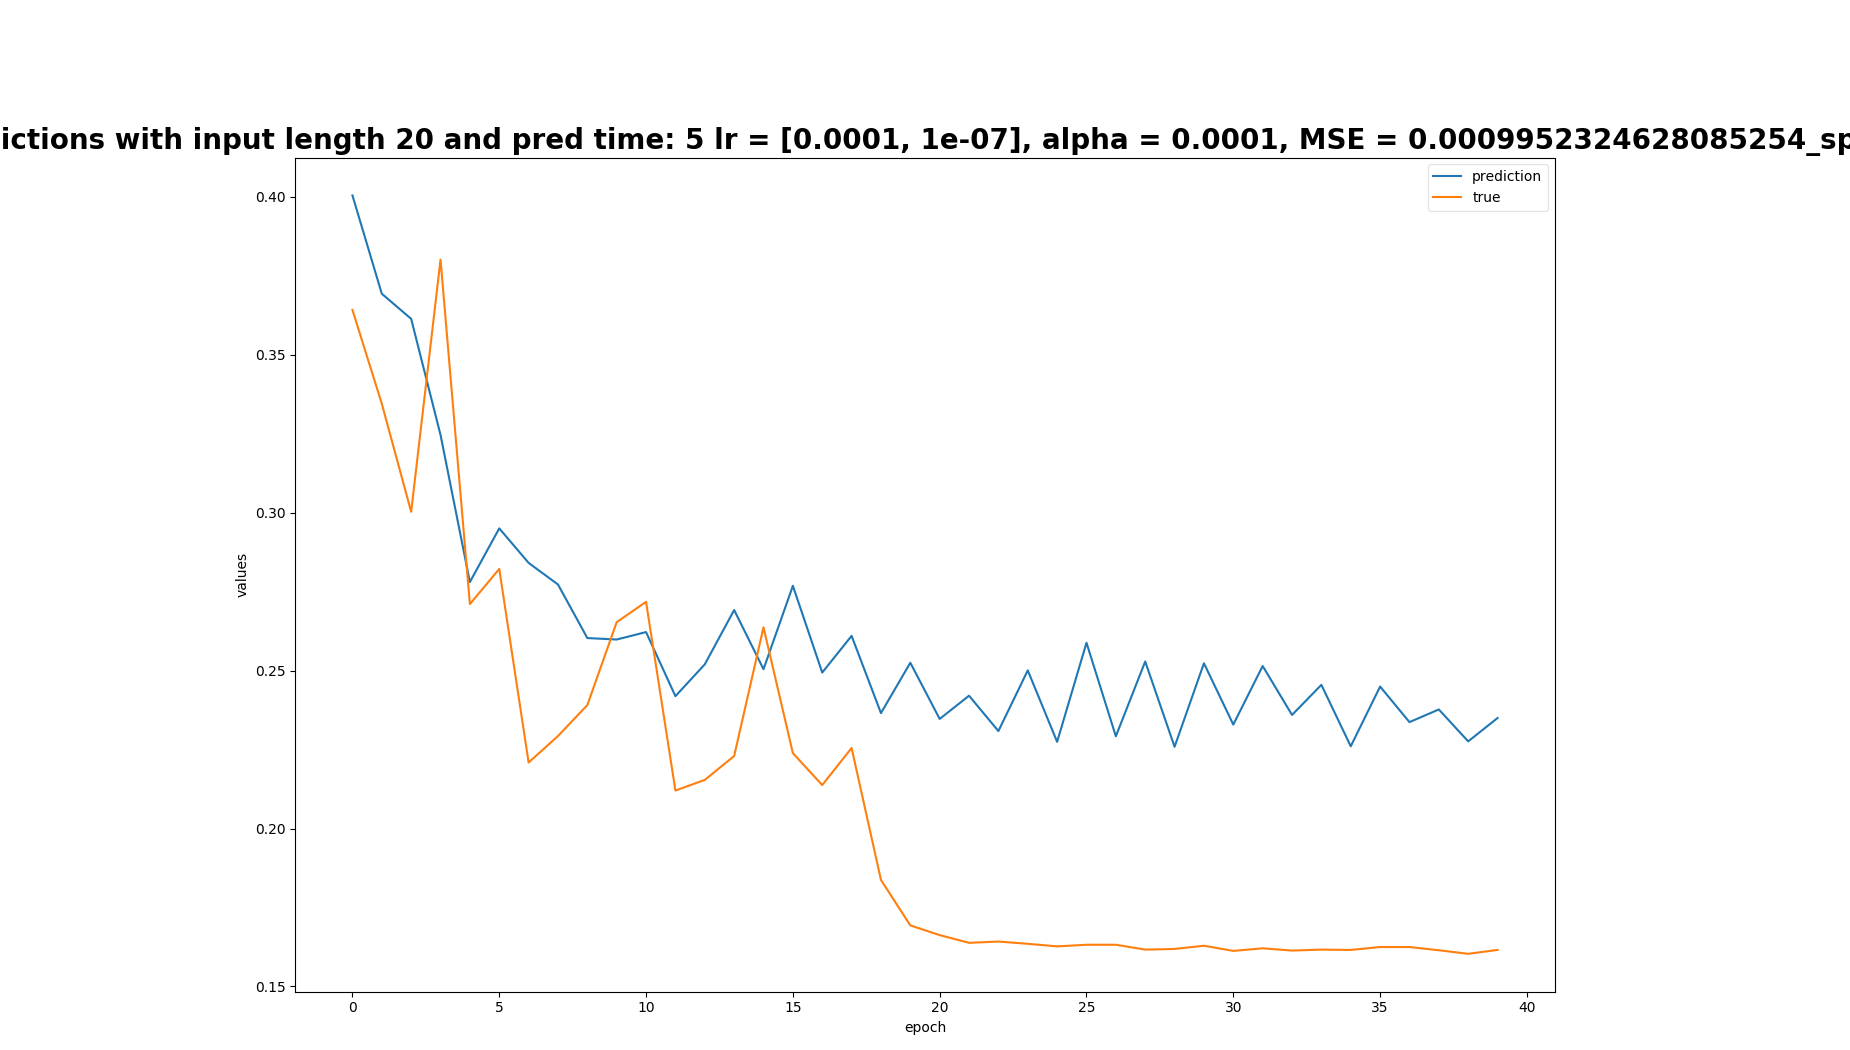 ictions with input length 20 and pred time: 5 lr = [0.0001, 1e-07], alpha = 0.0001, MSE = 0.0009952324628085254_sp
prediction
true
0.40
0.35
0.30
0.25
0.20
0.15
values
0 5 10 15 20 25 30 35 40
epoch